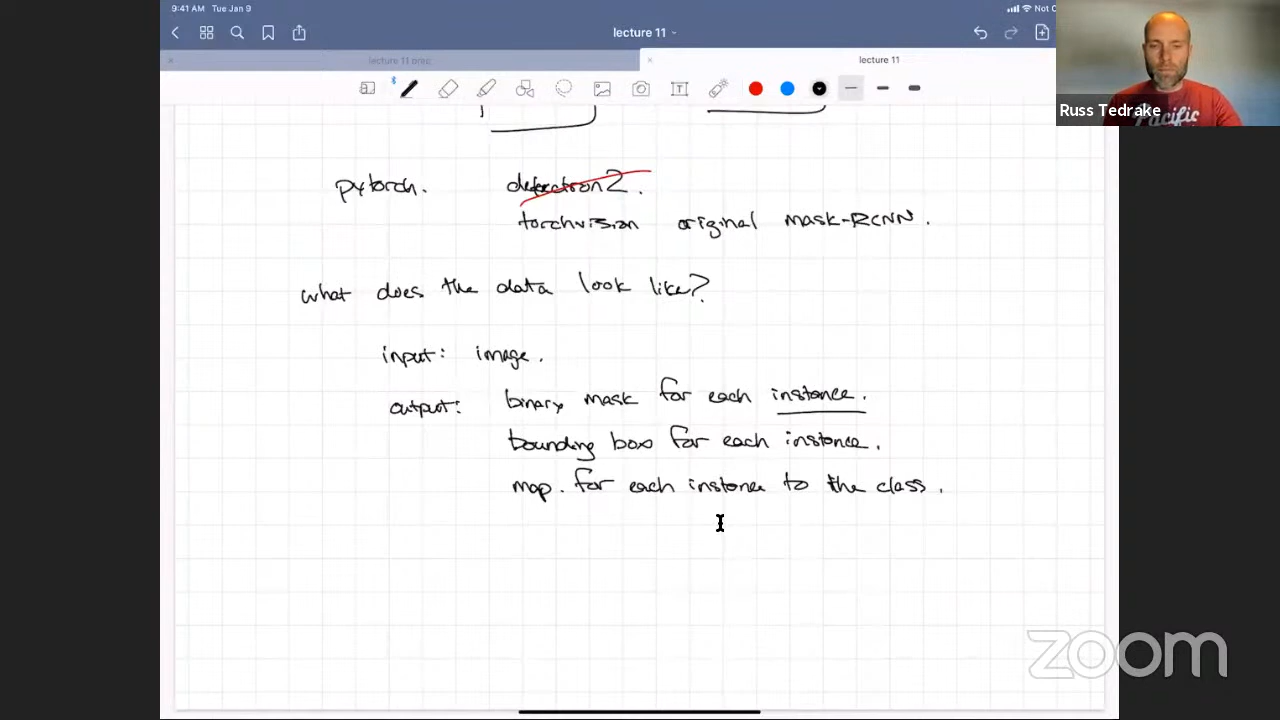 9:41 AM Tue Jan 9
Not C
lecture 11
lecture 11 prep
lecture 11
Russ Tedrake
Pacific
pytorch. detectron2.
torchvision original mask-RCNN.
what does the data look like?
input: image.
output: binary mask for each instance.
bounding box for each instance.
map. for each instance to the class.
zoom